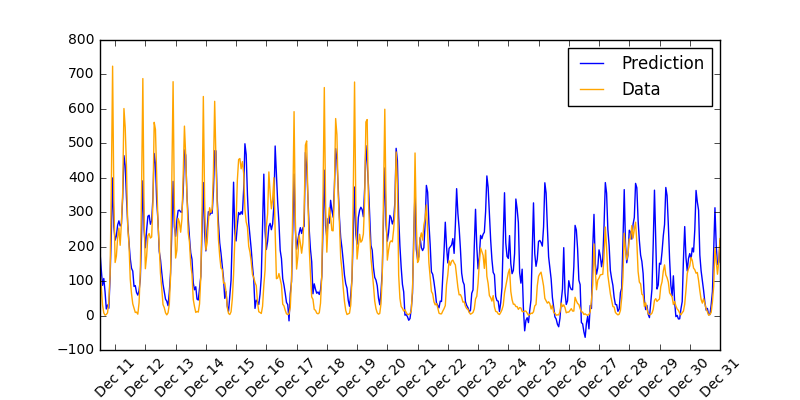 800
700
600
500
400
300
200
100
0
−100
Prediction
Data
Dec 11
Dec 12
Dec 13
Dec 14
Dec 15
Dec 16
Dec 17
Dec 18
Dec 19
Dec 20
Dec 21
Dec 22
Dec 23
Dec 24
Dec 25
Dec 26
Dec 27
Dec 28
Dec 29
Dec 30
Dec 31